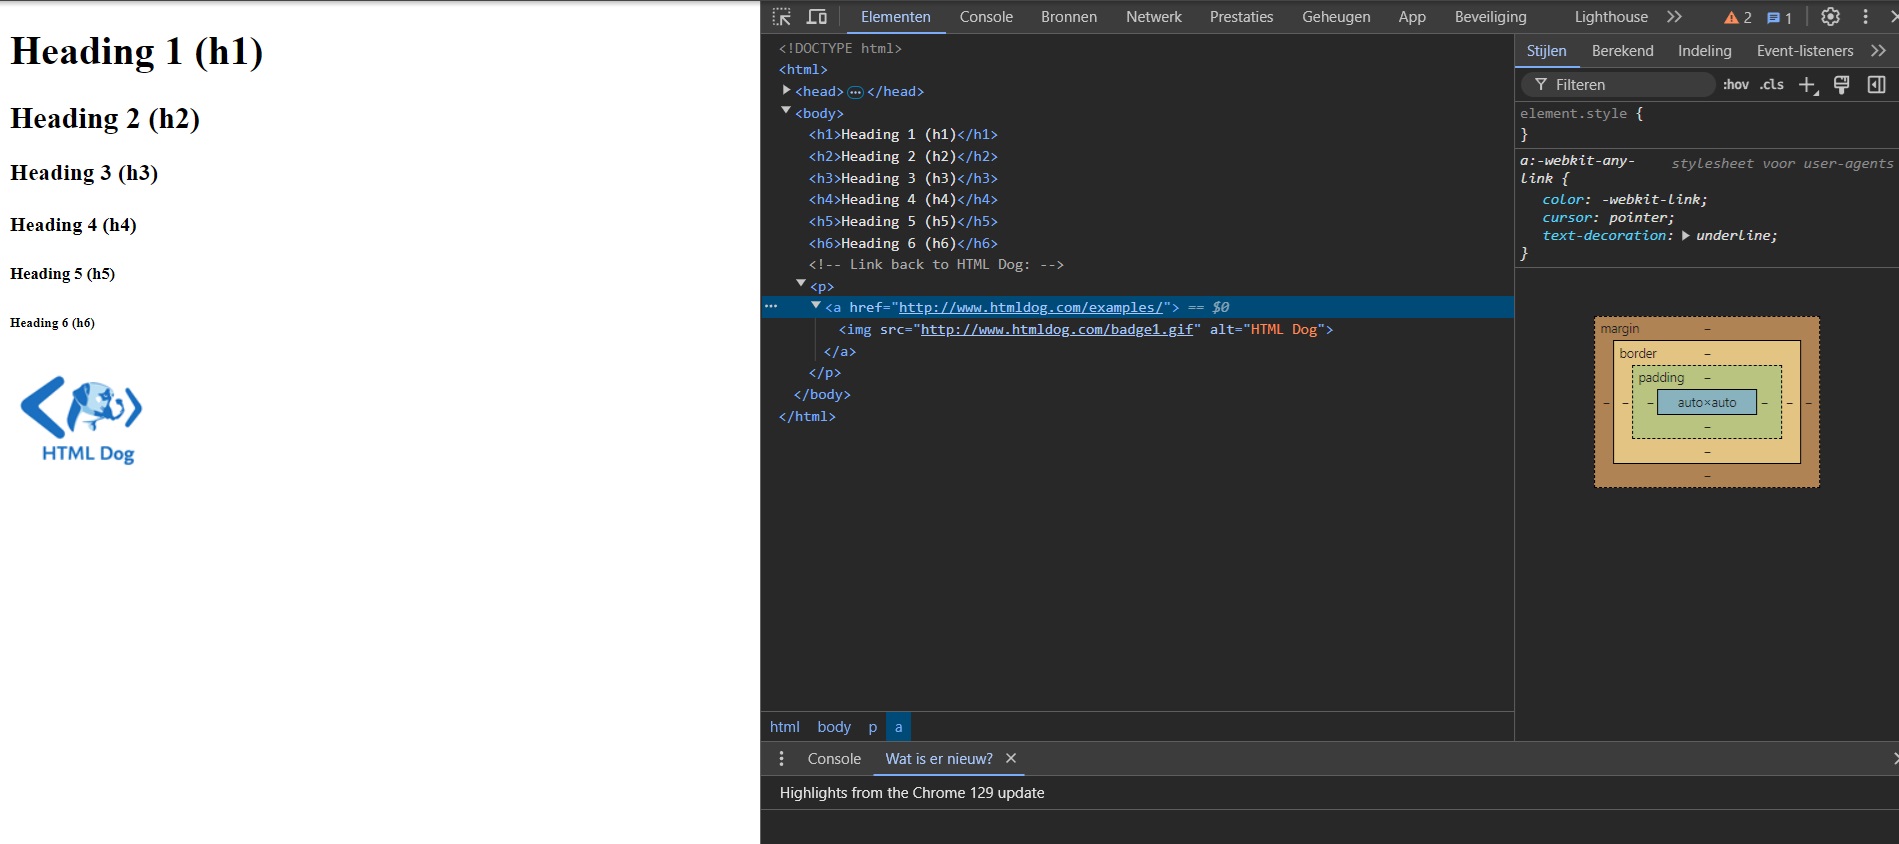 Heading 1 (h1)
Heading 2 (h2)
Heading 3 (h3)
Heading 4 (h4)
Heading 5 (h5)
Heading 6 (h6)
HTML Dog
Elementen Console Bronnen Netwerk Prestaties Geheugen App Beveiliging Lighthouse 2 1
<!DOCTYPE html>
<html>
<head> ··· </head>
<body>
<h1>Heading 1 (h1)</h1>
<h2>Heading 2 (h2)</h2>
<h3>Heading 3 (h3)</h3>
<h4>Heading 4 (h4)</h4>
<h5>Heading 5 (h5)</h5>
<h6>Heading 6 (h6)</h6>
<!-- Link back to HTML Dog: -->
<p>
<a href="http://www.htmldog.com/examples/"> == $0
<img src="http://www.htmldog.com/badge1.gif" alt="HTML Dog">
</a>
</p>
</body>
</html>
html body p a
Stijlen Berekend Indeling Event-listeners
Filteren :hov .cls
element.style {
}
a:-webkit-any- stylesheet voor user-agents
link {
color: -webkit-link;
cursor: pointer;
text-decoration: underline;
}
margin –
border –
padding –
– – – auto×auto – – –
–
–
–
Console Wat is er nieuw?
Highlights from the Chrome 129 update